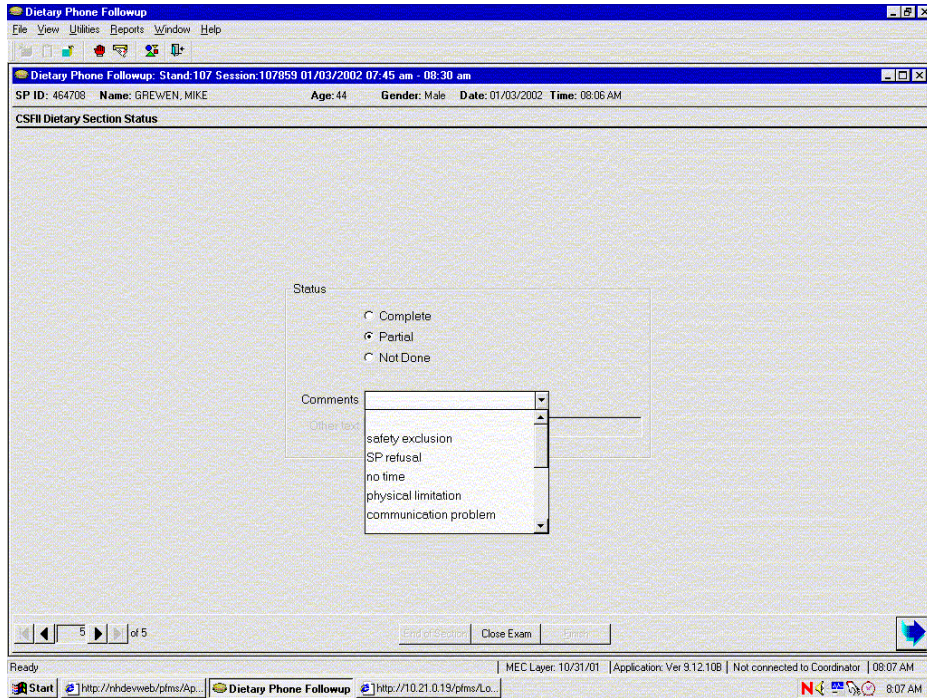 Dietary Phone Followup
File View Utilities Reports Window Help
Dietary Phone Followup: Stand:107 Session:107859 01/03/2002 07:45 am - 08:30 am
SP ID: 464708 Name: GREWEN, MIKE Age: 44 Gender: Male Date: 01/03/2002 Time: 08:06 AM
CSFII Dietary Section Status
Status
Complete
Partial
Not Done
Comments
Other text
safety exclusion
SP refusal
no time
physical limitation
communication problem
5 of 5 End of Section Close Exam Finish
Ready MEC Layer: 10/31/01 Application: Ver 9.12.10B Not connected to Coordinator 08:07 AM
Start http://nhdevweb/pfms/Ap... Dietary Phone Followup http://10.21.0.19/pfms/Lo... 8:07 AM